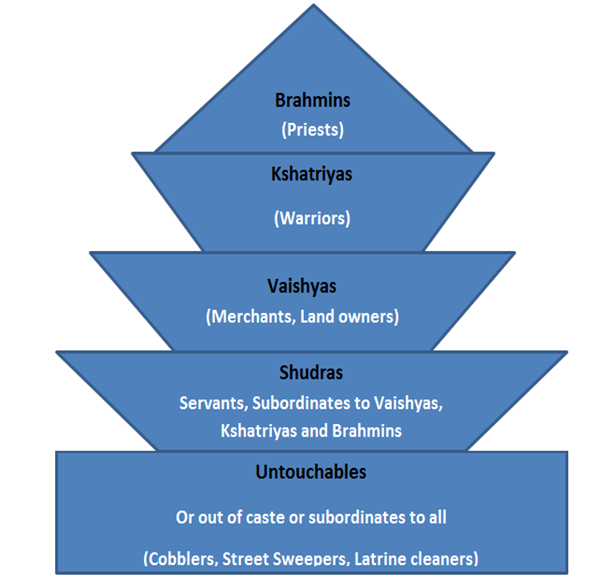 Brahmins
(Priests)
Kshatriyas
(Warriors)
Vaishyas
(Merchants, Land owners)
Shudras
Servants, Subordinates to Vaishyas,
Kshatriyas and Brahmins
Untouchables
Or out of caste or subordinates to all
(Cobblers, Street Sweepers, Latrine cleaners)